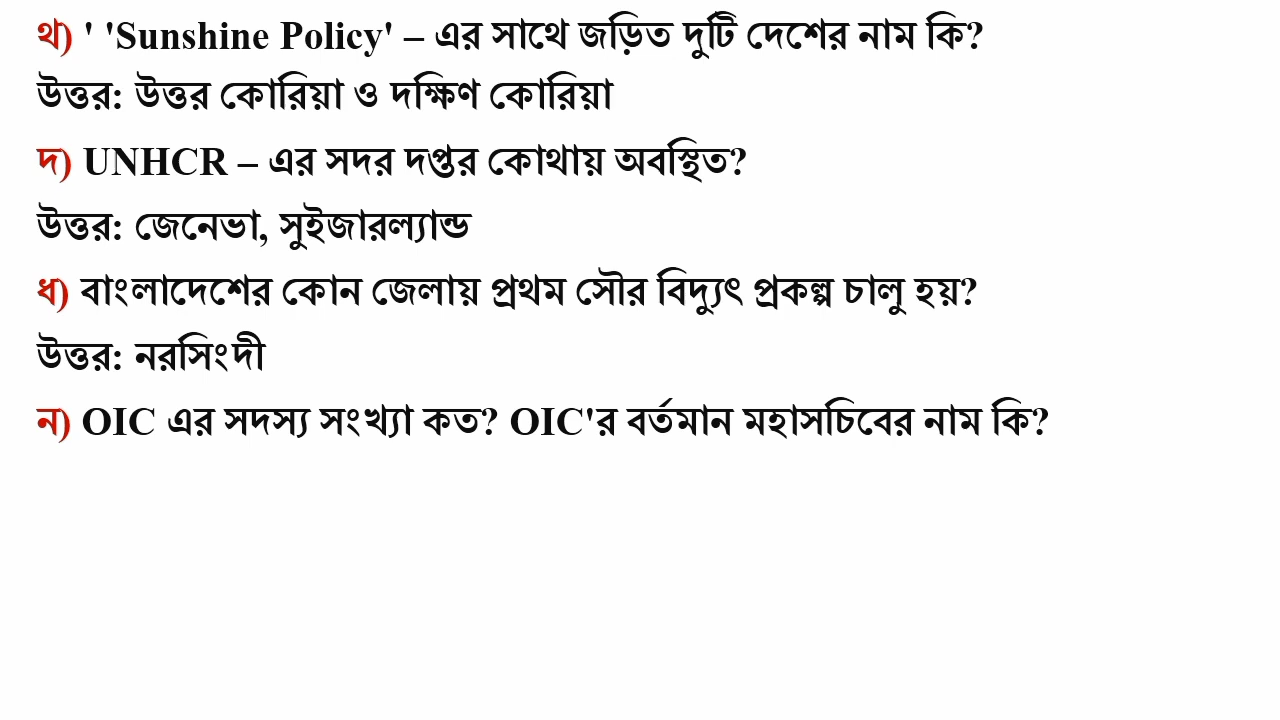 থ) ' 'Sunshine Policy' – এর সাথে জড়িত দুটি দেশের নাম কি?
উত্তর: উত্তর কোরিয়া ও দক্ষিণ কোরিয়া
দ) UNHCR – এর সদর দপ্তর কোথায় অবস্থিত?
উত্তর: জেনেভা, সুইজারল্যান্ড
ধ) বাংলাদেশের কোন জেলায় প্রথম সৌর বিদ্যুৎ প্রকল্প চালু হয়?
উত্তর: নরসিংদী
ন) OIC এর সদস্য সংখ্যা কত? OIC'র বর্তমান মহাসচিবের নাম কি?